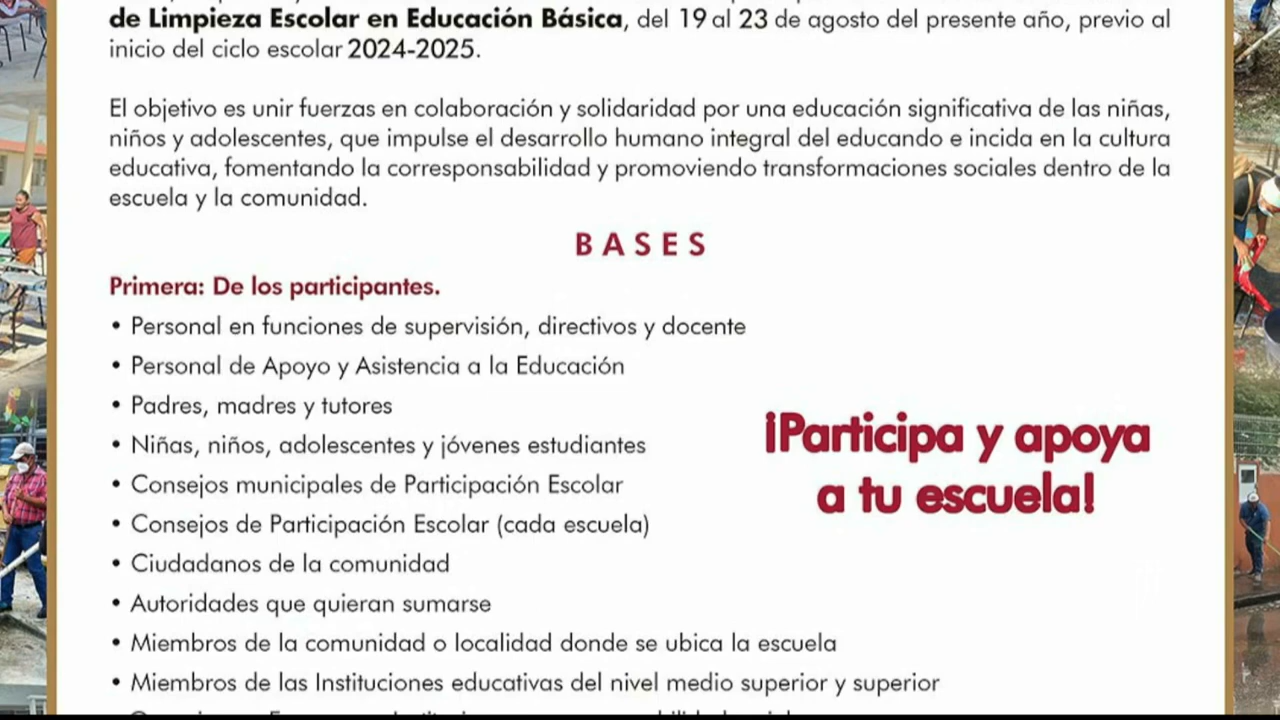 de Limpieza Escolar en Educación Básica, del 19 al 23 de agosto del presente año, previo al
inicio del ciclo escolar 2024-2025.
El objetivo es unir fuerzas en colaboración y solidaridad por una educación significativa de las niñas,
niños y adolescentes, que impulse el desarrollo humano integral del educando e incida en la cultura
educativa, fomentando la corresponsabilidad y promoviendo transformaciones sociales dentro de la
escuela y la comunidad.
BASES
Primera: De los participantes.
• Personal en funciones de supervisión, directivos y docente
• Personal de Apoyo y Asistencia a la Educación
• Padres, madres y tutores
• Niñas, niños, adolescentes y jóvenes estudiantes
• Consejos municipales de Participación Escolar
• Consejos de Participación Escolar (cada escuela)
• Ciudadanos de la comunidad
• Autoridades que quieran sumarse
• Miembros de la comunidad o localidad donde se ubica la escuela
• Miembros de las Instituciones educativas del nivel medio superior y superior
¡Participa y apoya
a tu escuela!